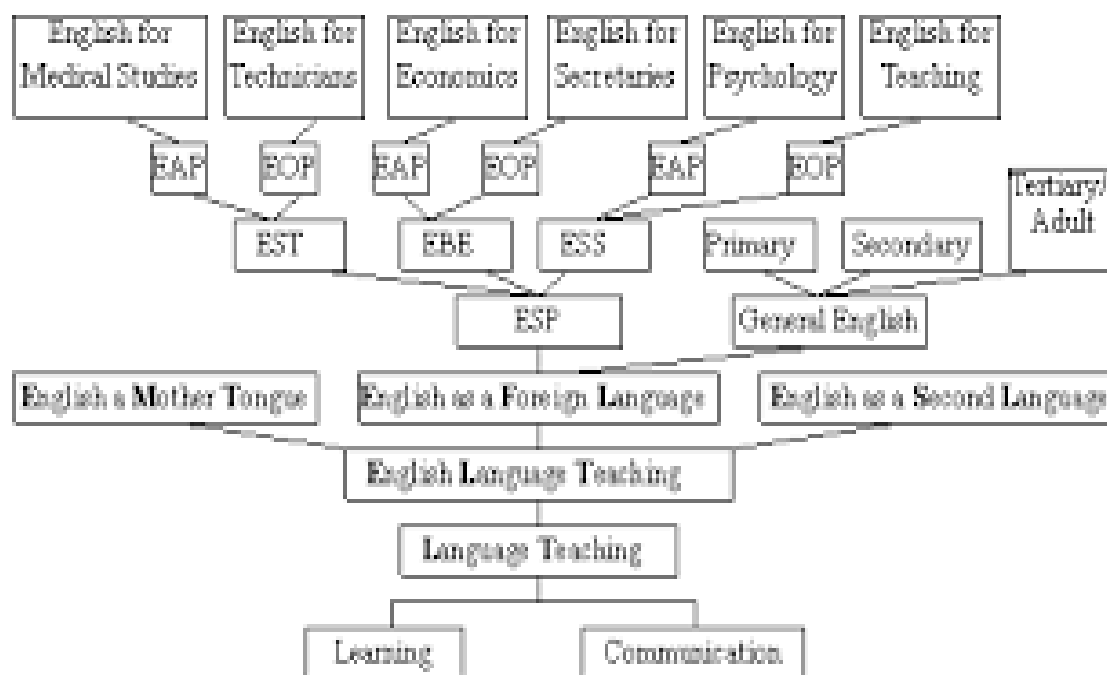 English for
Medical Studies
English for
Technicians
English for
Economics
English for
Secretaries
English for
Psychology
English for
Teaching
EAP
EOP
EAP
EOP
EAP
EOP
Tertiary/
Adult
EST
EBE
ESS
Primary
Secondary
ESP
General English
English a Mother Tongue
English as a Foreign Language
English as a Second Language
English Language Teaching
Language Teaching
Learning
Communication